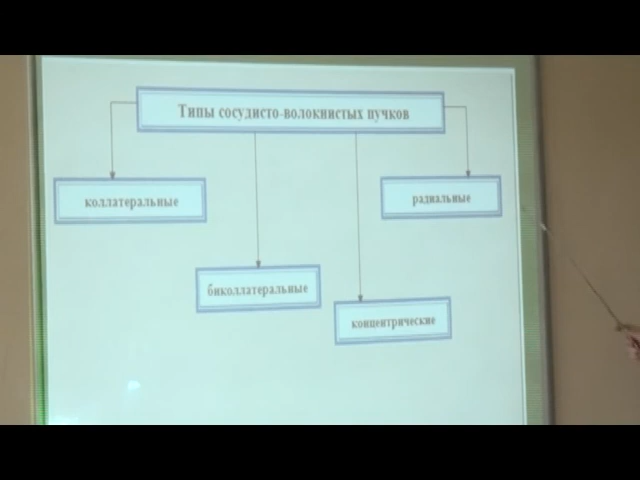 Типы сосудисто-волокнистых пучков
коллатеральные
радиальные
биколлатеральные
концентрические